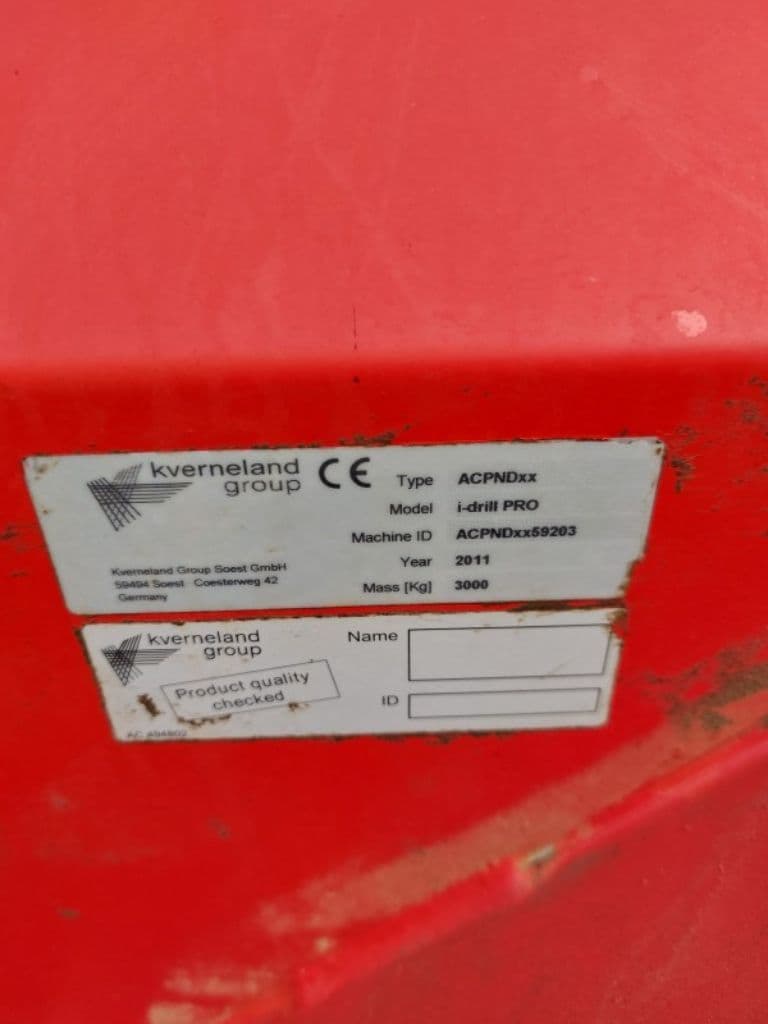 kverneland
group
CE
Type ACPNDxx
Model i-drill PRO
Machine ID ACPNDxx59203
Year 2011
Mass [Kg] 3000
Kverneland Group Soest GmbH
59494 Soest Coesterweg 42
Germany
kverneland
group
Product quality
checked
Name
ID
AC